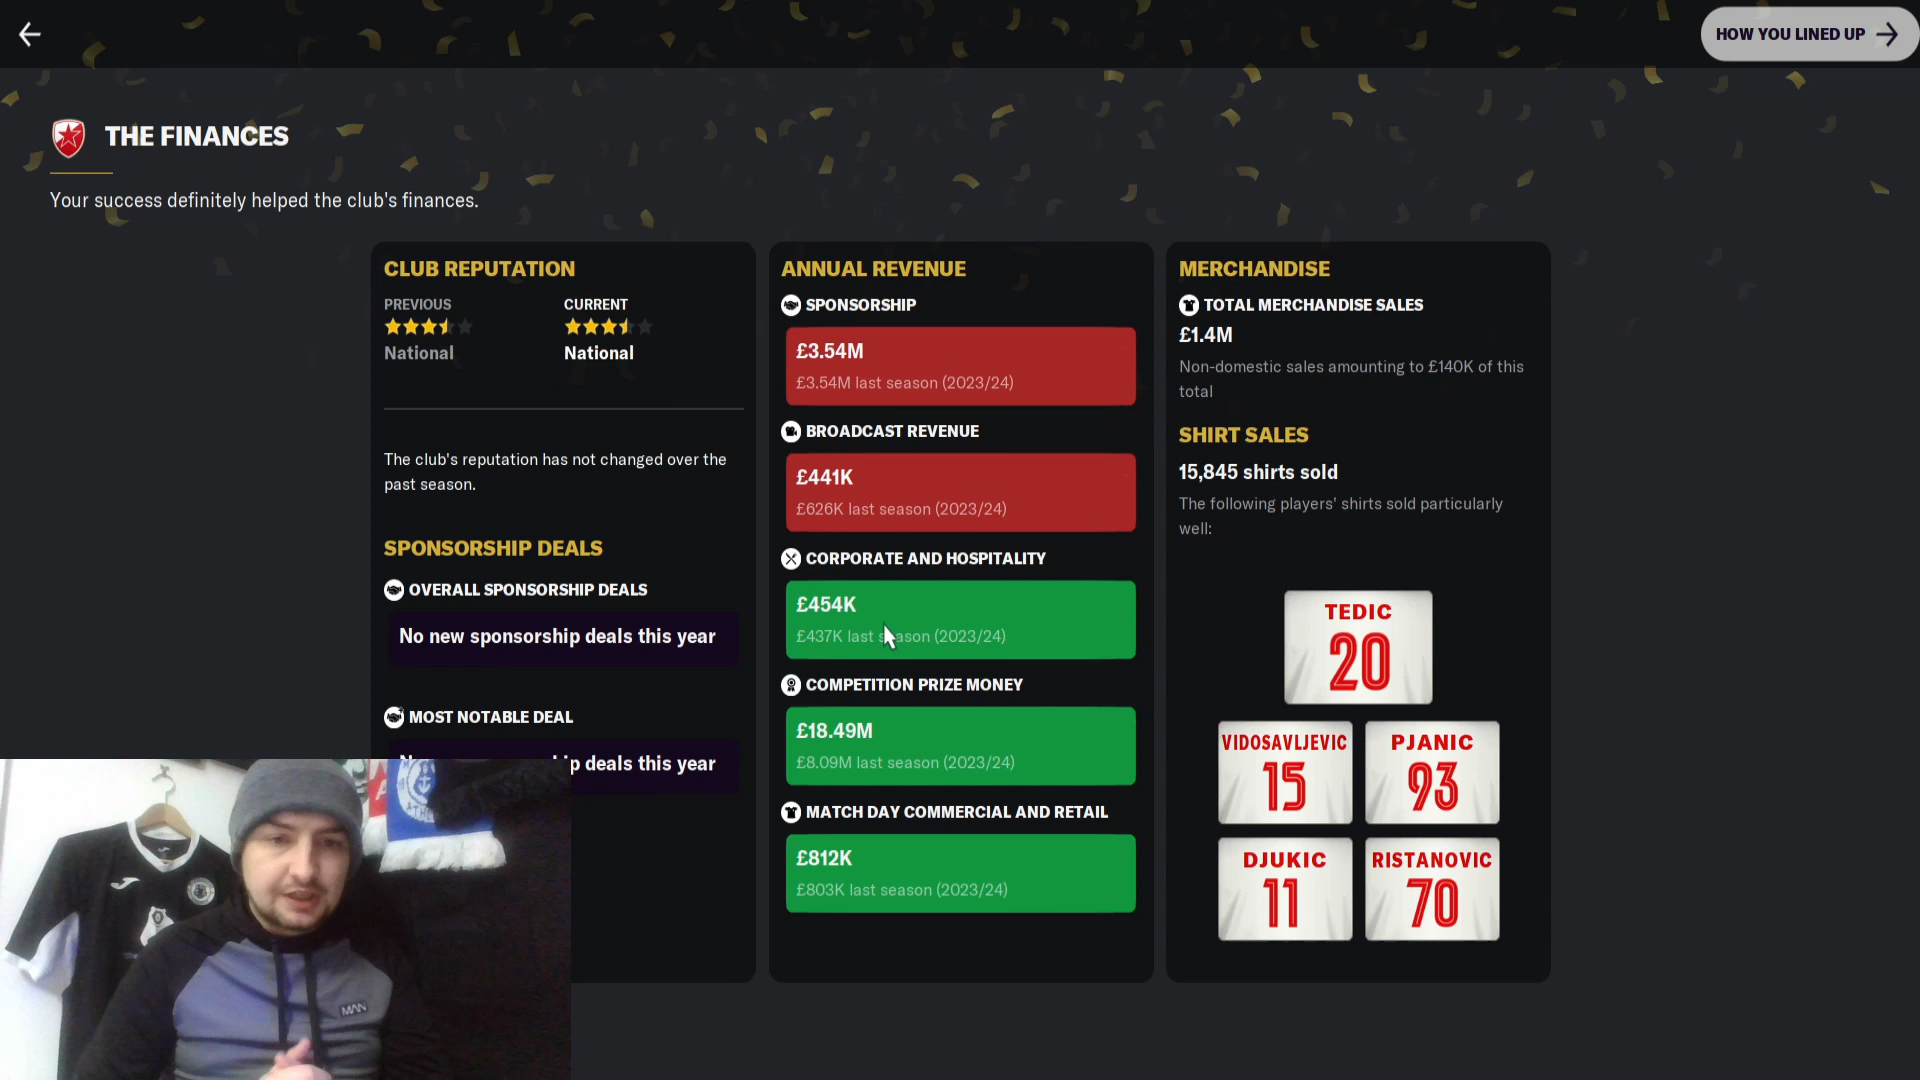 HOW YOU LINED UP
THE FINANCES
Your success definitely helped the club's finances.
CLUB REPUTATION
PREVIOUS
CURRENT
National
National
The club's reputation has not changed over the
past season.
SPONSORSHIP DEALS
OVERALL SPONSORSHIP DEALS
No new sponsorship deals this year
MOST NOTABLE DEAL
p deals this year
ANNUAL REVENUE
SPONSORSHIP
£3.54M
£3.54M last season (2023/24)
BROADCAST REVENUE
£441K
£626K last season (2023/24)
CORPORATE AND HOSPITALITY
£454K
£437K last season (2023/24)
COMPETITION PRIZE MONEY
£18.49M
£8.09M last season (2023/24)
MATCH DAY COMMERCIAL AND RETAIL
£812K
£803K last season (2023/24)
MERCHANDISE
TOTAL MERCHANDISE SALES
£1.4M
Non-domestic sales amounting to £140K of this
total
SHIRT SALES
15,845 shirts sold
The following players' shirts sold particularly
well:
TEDIC
20
VIDOSAVLJEVIC
15
PJANIC
93
DJUKIC
11
RISTANOVIC
70
MAN